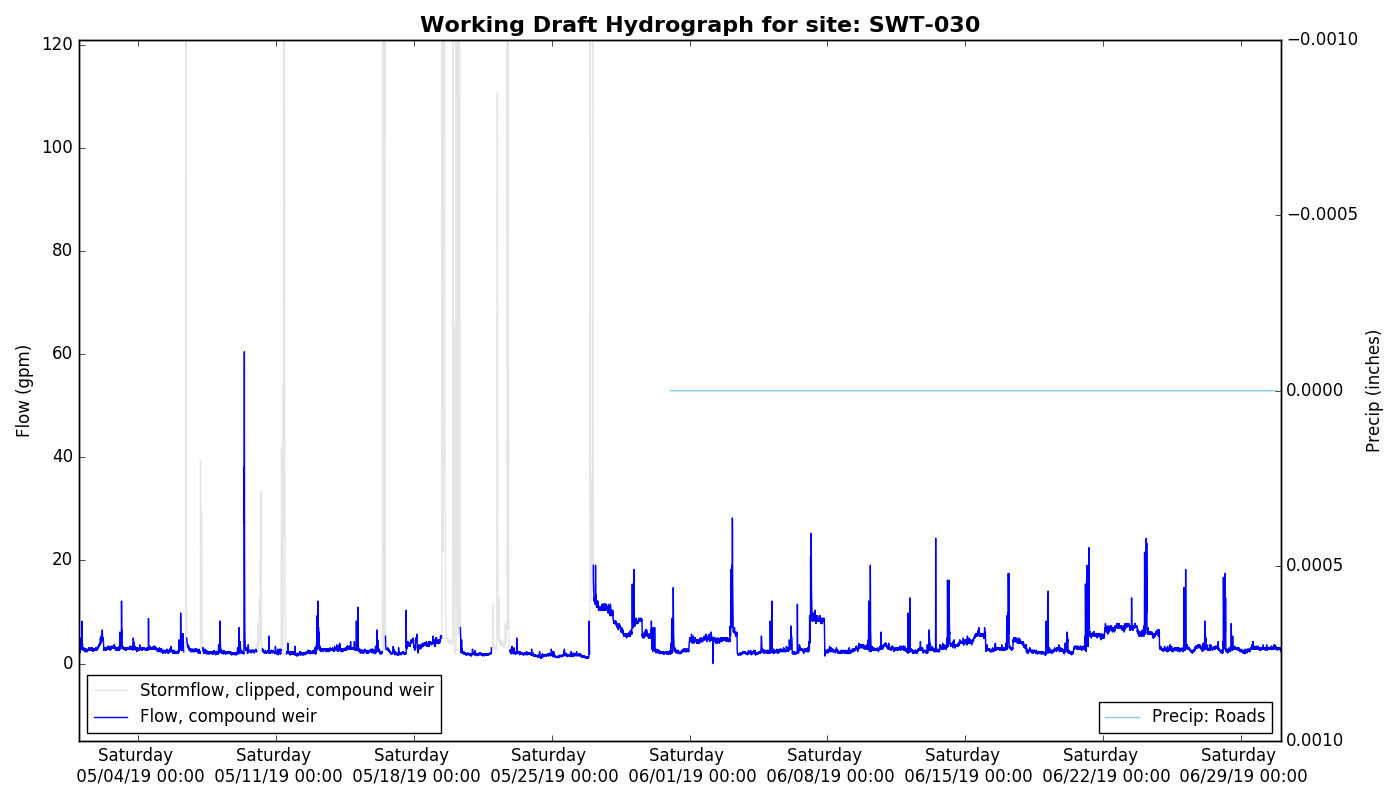 Working Draft Hydrograph for site: SWT-030
120
100
80
60
40
20
0
Flow (gpm)
−0.0010
−0.0005
0.0000
0.0005
0.0010
Precip (inches)
Stormflow, clipped, compound weir
Flow, compound weir
Precip: Roads
Saturday
05/04/19 00:00
Saturday
05/11/19 00:00
Saturday
05/18/19 00:00
Saturday
05/25/19 00:00
Saturday
06/01/19 00:00
Saturday
06/08/19 00:00
Saturday
06/15/19 00:00
Saturday
06/22/19 00:00
Saturday
06/29/19 00:00